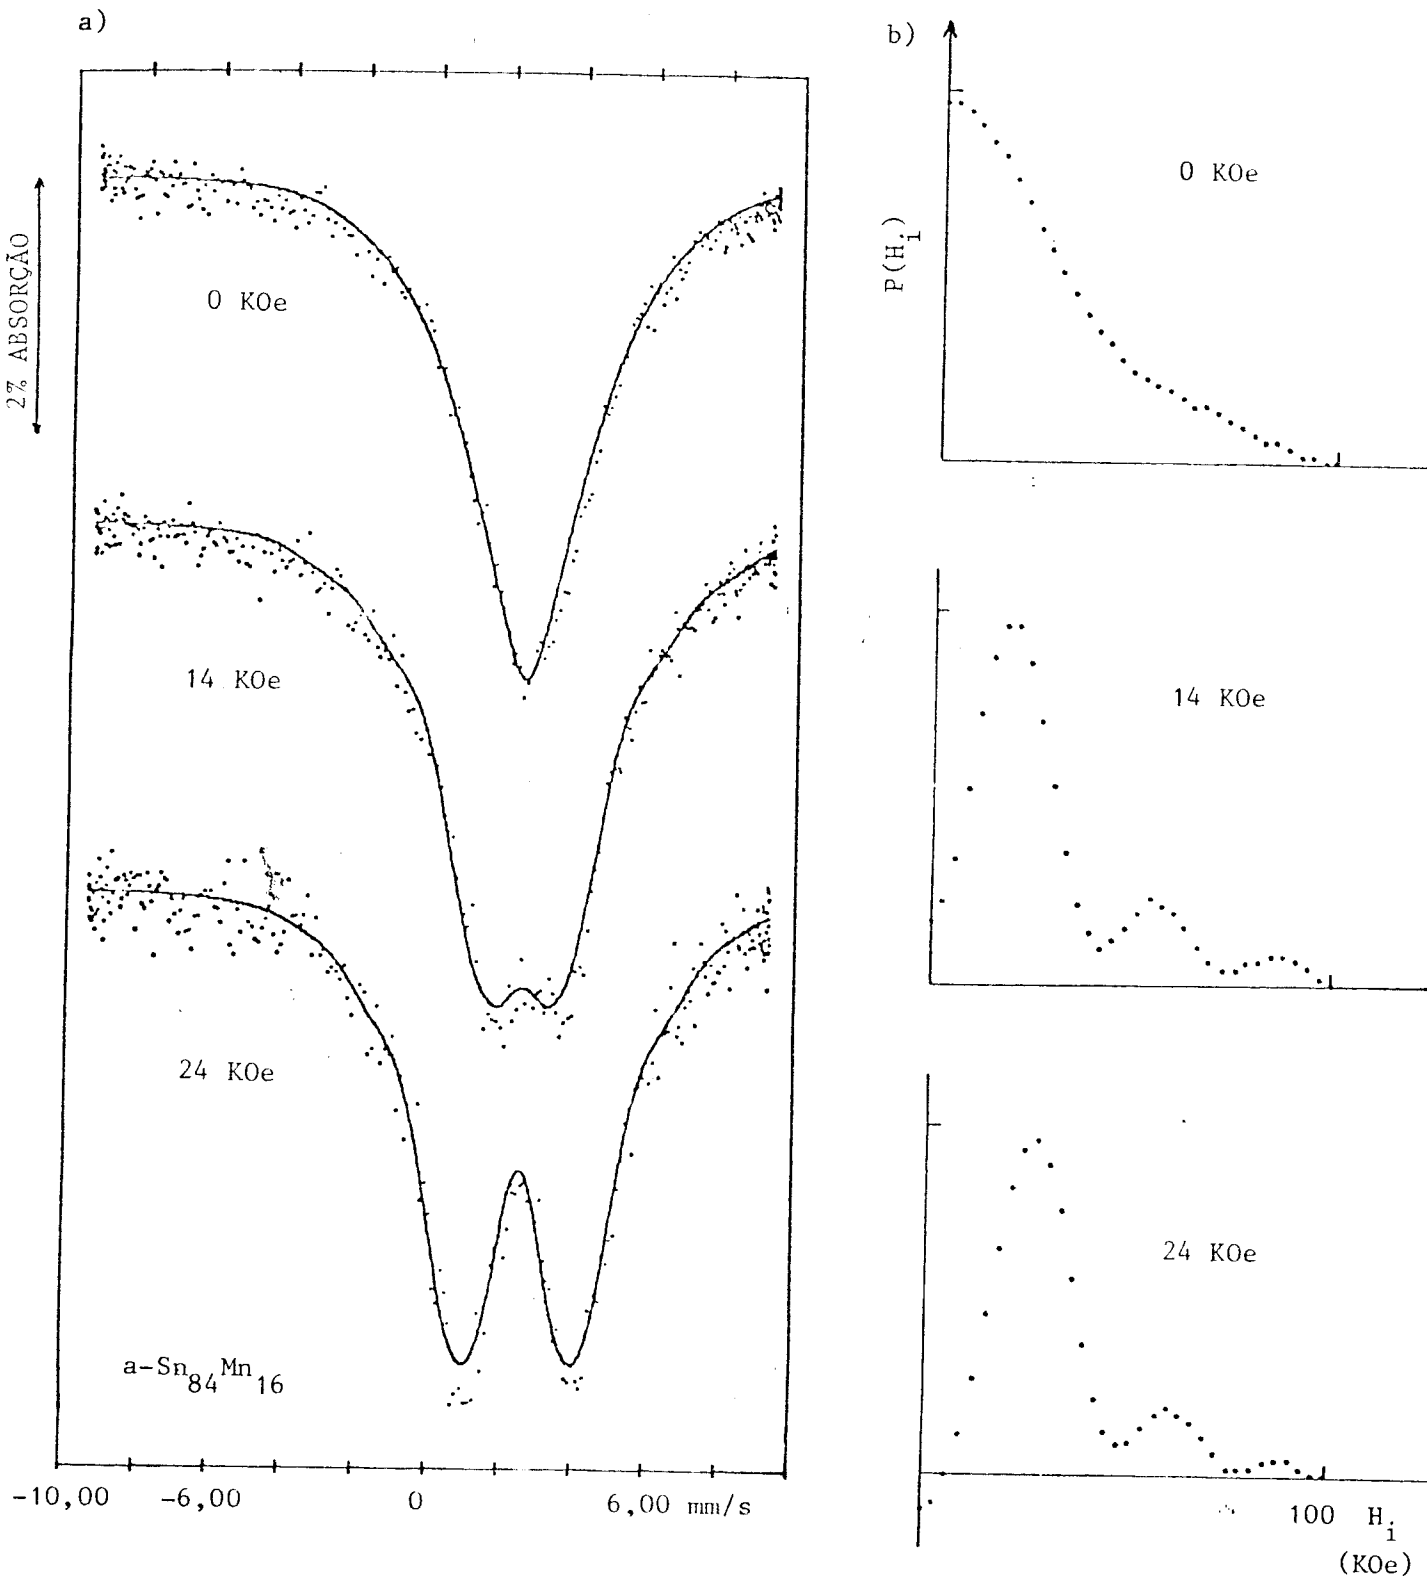 a)
2% ABSORÇÃO
0 KOe
14 KOe
24 KOe
a-Sn84Mn16
-10,00 -6,00 0 6,00 mm/s
b)
P(Hi)
0 KOe
14 KOe
24 KOe
100 Hi
(KOe)